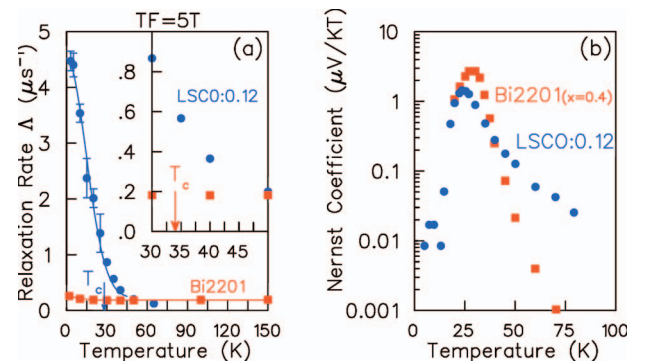 TF=5T
(a)
Relaxation Rate Λ (μs⁻¹)
5
4
3
2
1
0
.8
.6
.4
.2
.0
LSCO:0.12
T c
30 35 40 45
T c
Bi2201
0 30 60 90 120 150
Temperature (K)
(b)
Nernst Coefficient (μV/KT)
10
1
0.1
0.01
0.001
Bi2201(x=0.4)
LSCO:0.12
0 25 50 75 100
Temperature (K)